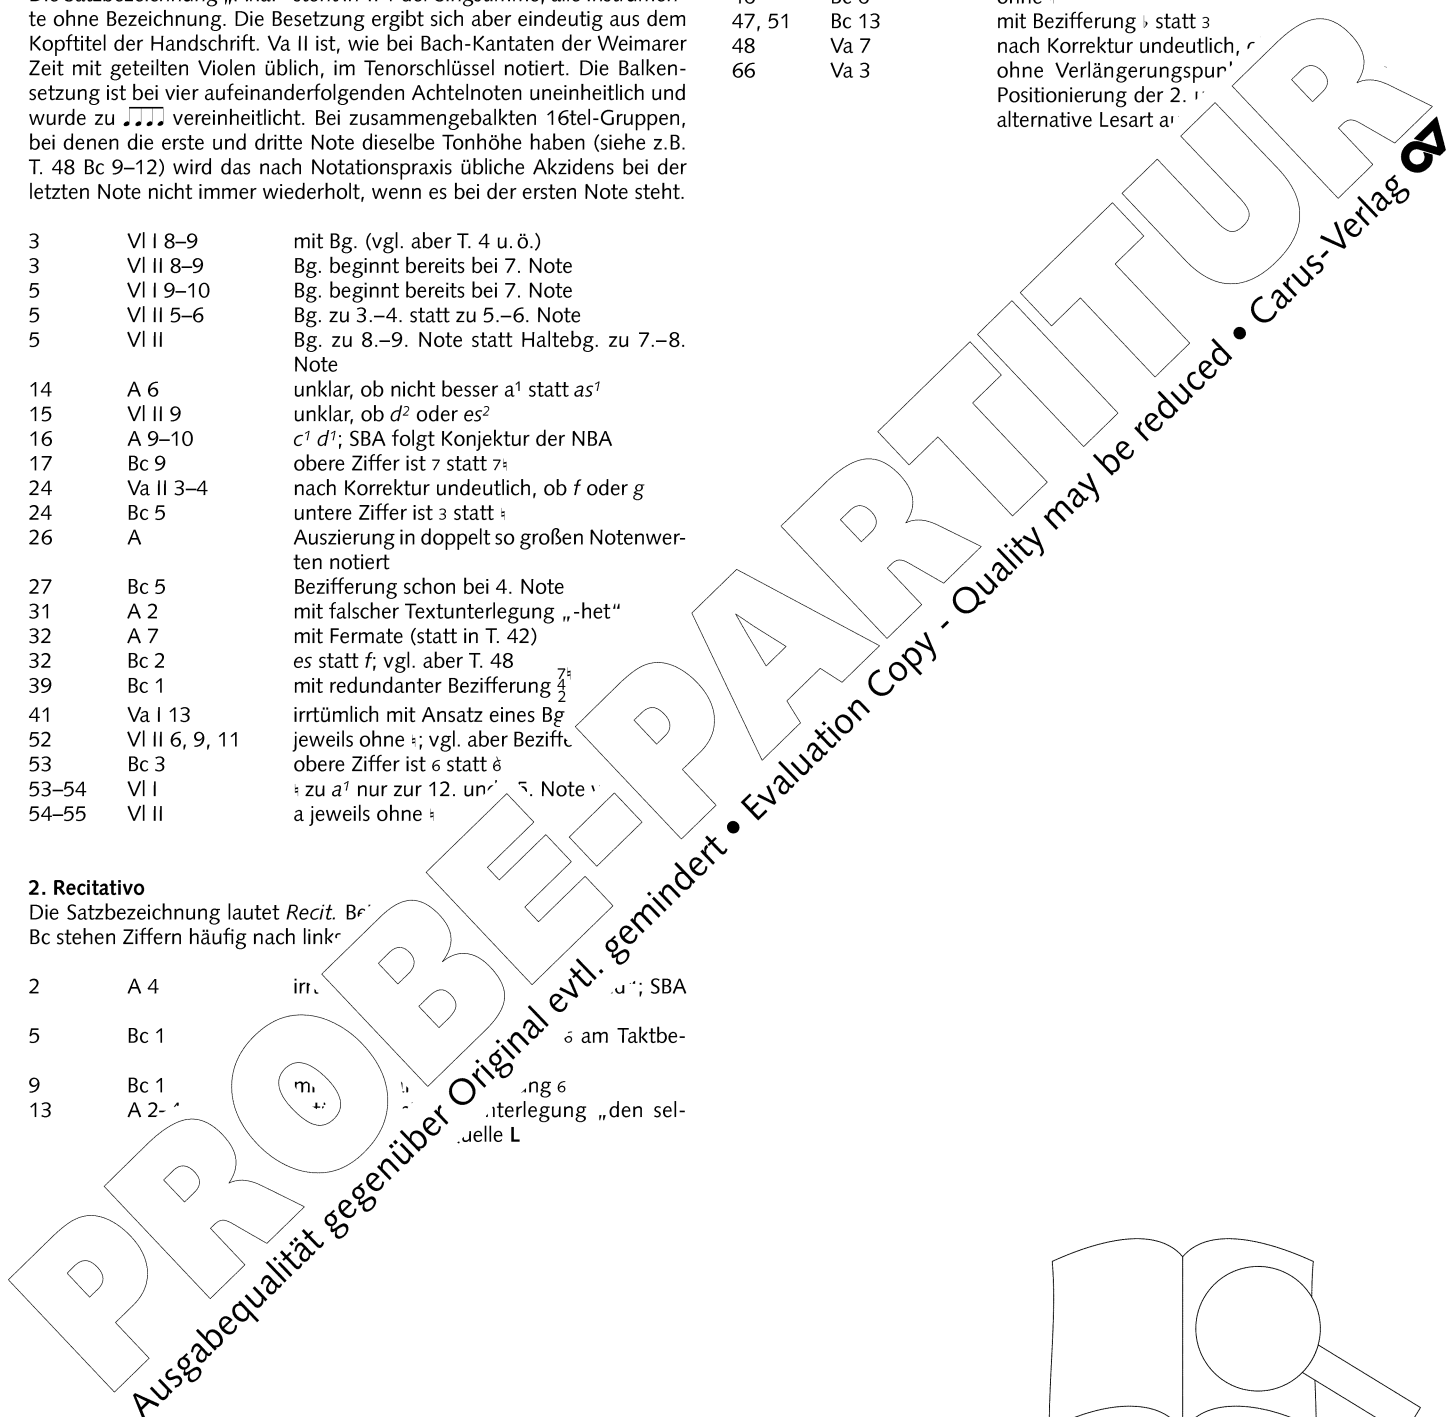 te ohne Bezeichnung. Die Besetzung ergibt sich aber eindeutig aus dem
Kopftitel der Handschrift. Va II ist, wie bei Bach-Kantaten der Weimarer
Zeit mit geteilten Violen üblich, im Tenorschlüssel notiert. Die Balken-
setzung ist bei vier aufeinanderfolgenden Achtelnoten uneinheitlich und
wurde zu vereinheitlicht. Bei zusammengebalkten 16tel-Gruppen,
bei denen die erste und dritte Note dieselbe Tonhöhe haben (siehe z.B.
T. 48 Bc 9–12) wird das nach Notationspraxis übliche Akzidens bei der
letzten Note nicht immer wiederholt, wenn es bei der ersten Note steht.
3 Vl I 8–9 mit Bg. (vgl. aber T. 4 u.ö.)
3 Vl II 8–9 Bg. beginnt bereits bei 7. Note
5 Vl I 9–10 Bg. beginnt bereits bei 7. Note
5 Vl II 5–6 Bg. zu 3.–4. statt zu 5.–6. Note
5 Vl II Bg. zu 8.–9. Note statt Haltebg. zu 7.–8.
Note
14 A 6 unklar, ob nicht besser a¹ statt as¹
15 Vl II 9 unklar, ob d² oder es²
16 A 9–10 c¹ d¹; SBA folgt Konjektur der NBA
17 Bc 9 obere Ziffer ist 7 statt 7♮
24 Va II 3–4 nach Korrektur undeutlich, ob f oder g
24 Bc 5 untere Ziffer ist 3 statt ♮
26 A Auszierung in doppelt so großen Notenwer-
ten notiert
27 Bc 5 Bezifferung schon bei 4. Note
31 A 2 mit falscher Textunterlegung „-het“
32 A 7 mit Fermate (statt in T. 42)
32 Bc 2 es statt f; vgl. aber T. 48
39 Bc 1 mit redundanter Bezifferung 7♮ 4 2
41 Va I 13 irrtümlich mit Ansatz eines Bg
52 Vl II 6, 9, 11 jeweils ohne ♮; vgl. aber
53 Bc 3 obere Ziffer ist 6 statt
53–54 Vl I ♮ zu a¹ nur zur 12. 5. Note
54–55 Vl II a jeweils ohne ♮
2. Recitativo
Die Satzbezeichnung lautet Recit.
Bc stehen Ziffern häufig nach
2 A 4 ; SBA
5 Bc 1 6 am Taktbe-
9 Bc 1 6
13 A „den sel-
L
47, 51 Bc 13 mit Bezifferung ♭ statt 3
48 Va 7 nach Korrektur undeutlich,
66 Va 3 ohne
Positionierung der 2.
alternative Lesart
PROBE-PARTITUR
Ausgabequalität gegenüber Original evtl. gemindert • Evaluation Copy - Quality may be reduced • Carus-Verlag